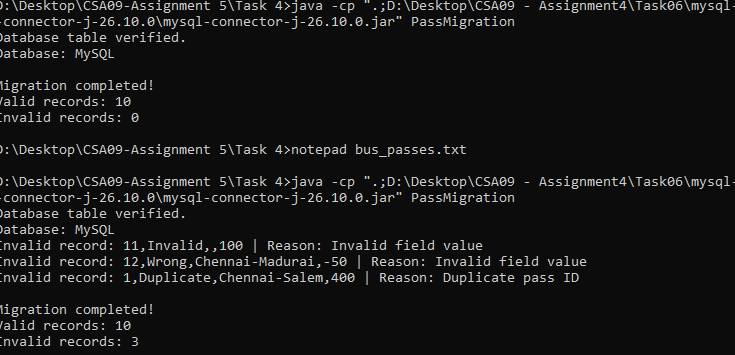 D:\Desktop\CSA09-Assignment 5\Task 4>java -cp ".;D:\Desktop\CSA09 - Assignment4\Task06\mysql-
-connector-j-26.10.0\mysql-connector-j-26.10.0.jar" PassMigration
Database table verified.
Database: MySQL
Migration completed!
Valid records: 10
Invalid records: 0
D:\Desktop\CSA09-Assignment 5\Task 4>notepad bus_passes.txt
D:\Desktop\CSA09-Assignment 5\Task 4>java -cp ".;D:\Desktop\CSA09 - Assignment4\Task06\mysql-
-connector-j-26.10.0\mysql-connector-j-26.10.0.jar" PassMigration
Database table verified.
Database: MySQL
Invalid record: 11,Invalid,,100 | Reason: Invalid field value
Invalid record: 12,Wrong,Chennai-Madurai,-50 | Reason: Invalid field value
Invalid record: 1,Duplicate,Chennai-Salem,400 | Reason: Duplicate pass ID
Migration completed!
Valid records: 10
Invalid records: 3